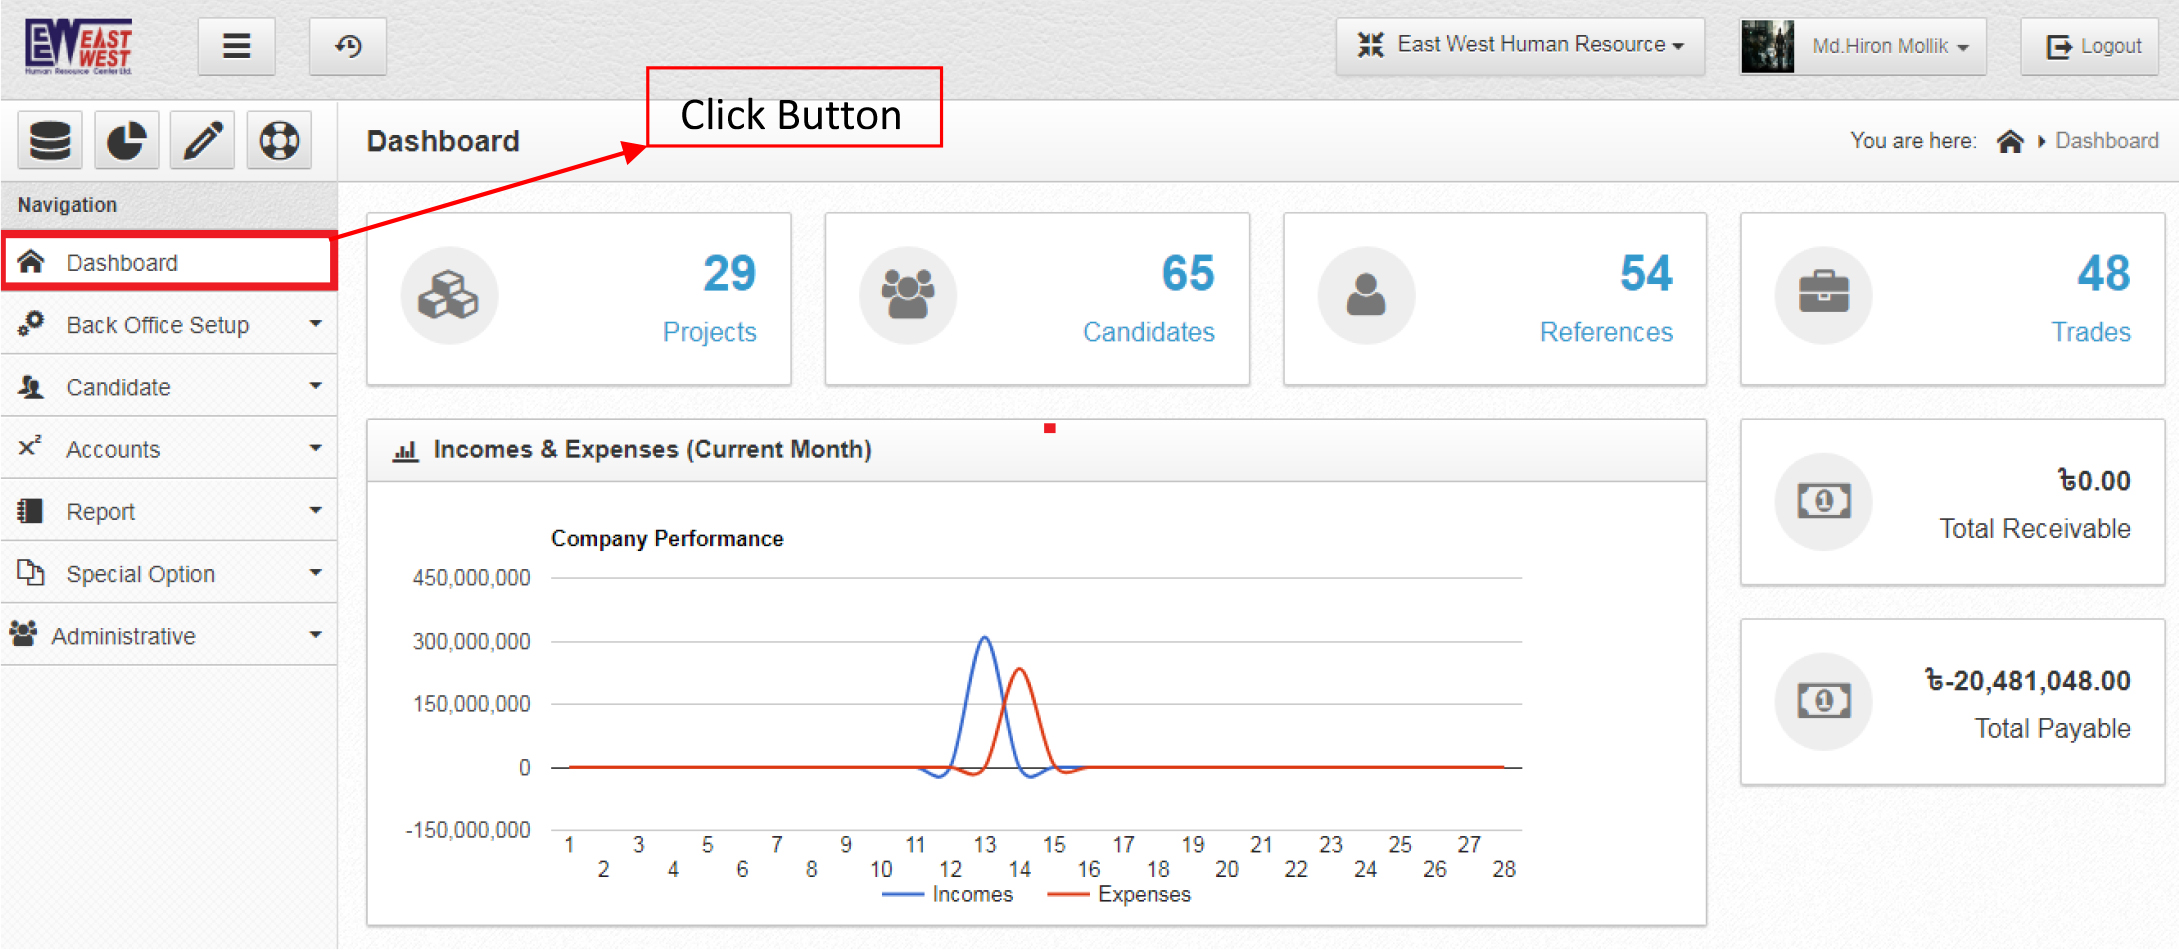 EW EAST
WEST
Human Resource Center Ltd.
East West Human Resource
Md.Hiron Mollik
Logout
Click Button
Dashboard
You are here: Dashboard
Navigation
Dashboard
Back Office Setup
Candidate
Accounts
Report
Special Option
Administrative
29
Projects
65
Candidates
54
References
48
Trades
Incomes & Expenses (Current Month)
Company Performance
450,000,000
300,000,000
150,000,000
0
-150,000,000
1 3 5 7 9 11 13 15 17 19 21 23 25 27
2 4 6 8 10 12 14 16 18 20 22 24 26 28
Incomes Expenses
৳0.00
Total Receivable
৳-20,481,048.00
Total Payable